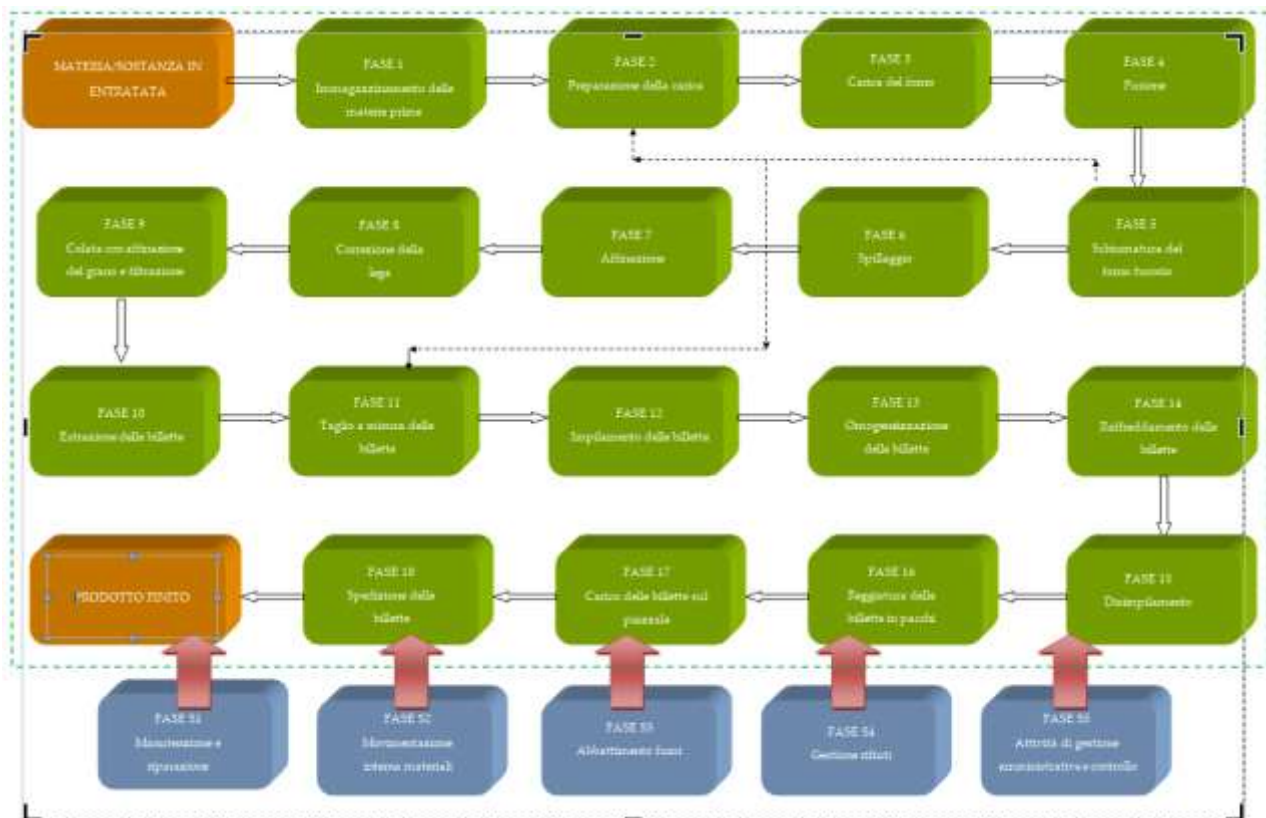 MATERIA/SOSTANZA IN
ENTRATATA
FASE 1
Immagazzinamento delle
materie prime
FASE 2
Preparazione della carica
FASE 3
Carica del forno
FASE 4
Fusione
FASE 9
Colata con affinazione
del grano e filtrazione
FASE 8
Correzione della
lega
FASE 7
Affinazione
FASE 6
Spillaggio
FASE 5
Schiumatura del
forno fusorio
FASE 10
Estrazione delle billette
FASE 11
Taglio a misura delle
billette
FASE 12
Impilamento delle billette
FASE 13
Omogeneizzazione
delle billette
FASE 14
Raffreddamento delle
billette
PRODOTTO FINITO
FASE 18
Spedizione delle
billette
FASE 17
Carico delle billette sul
piazzale
FASE 16
Reggiatura delle
billette in pacchi
FASE 15
Disimpilamento
FASE S1
Manutenzione e
riparazione
FASE S2
Movimentazione
interna materiali
FASE S3
Abbattimento fumi
FASE S4
Gestione rifiuti
FASE S5
Attività di gestione
amministrativa e controllo